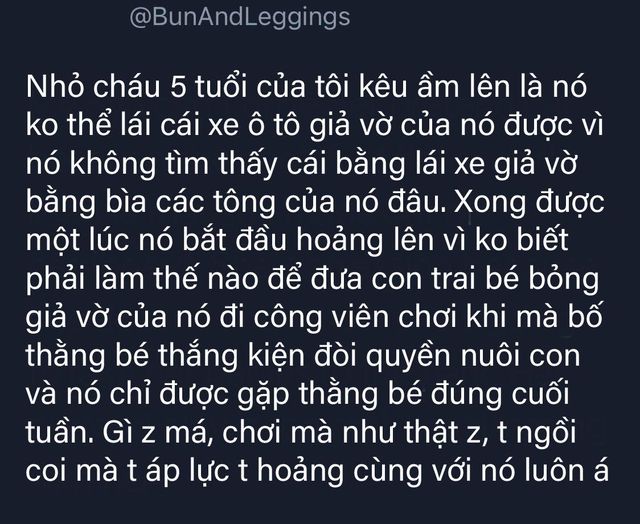 @BunAndLeggings
Nhỏ cháu 5 tuổi của tôi kêu ầm lên là nó
ko thể lái cái xe ô tô giả vờ của nó được vì
nó không tìm thấy cái bằng lái xe giả vờ
bằng bìa các tông của nó đâu. Xong được
một lúc nó bắt đầu hoảng lên vì ko biết
phải làm thế nào để đưa con trai bé bỏng
giả vờ của nó đi công viên chơi khi mà bố
thằng bé thắng kiện đòi quyền nuôi con
và nó chỉ được gặp thằng bé đúng cuối
tuần. Gì z má, chơi mà như thật z, t ngồi
coi mà t áp lực t hoảng cùng với nó luôn á